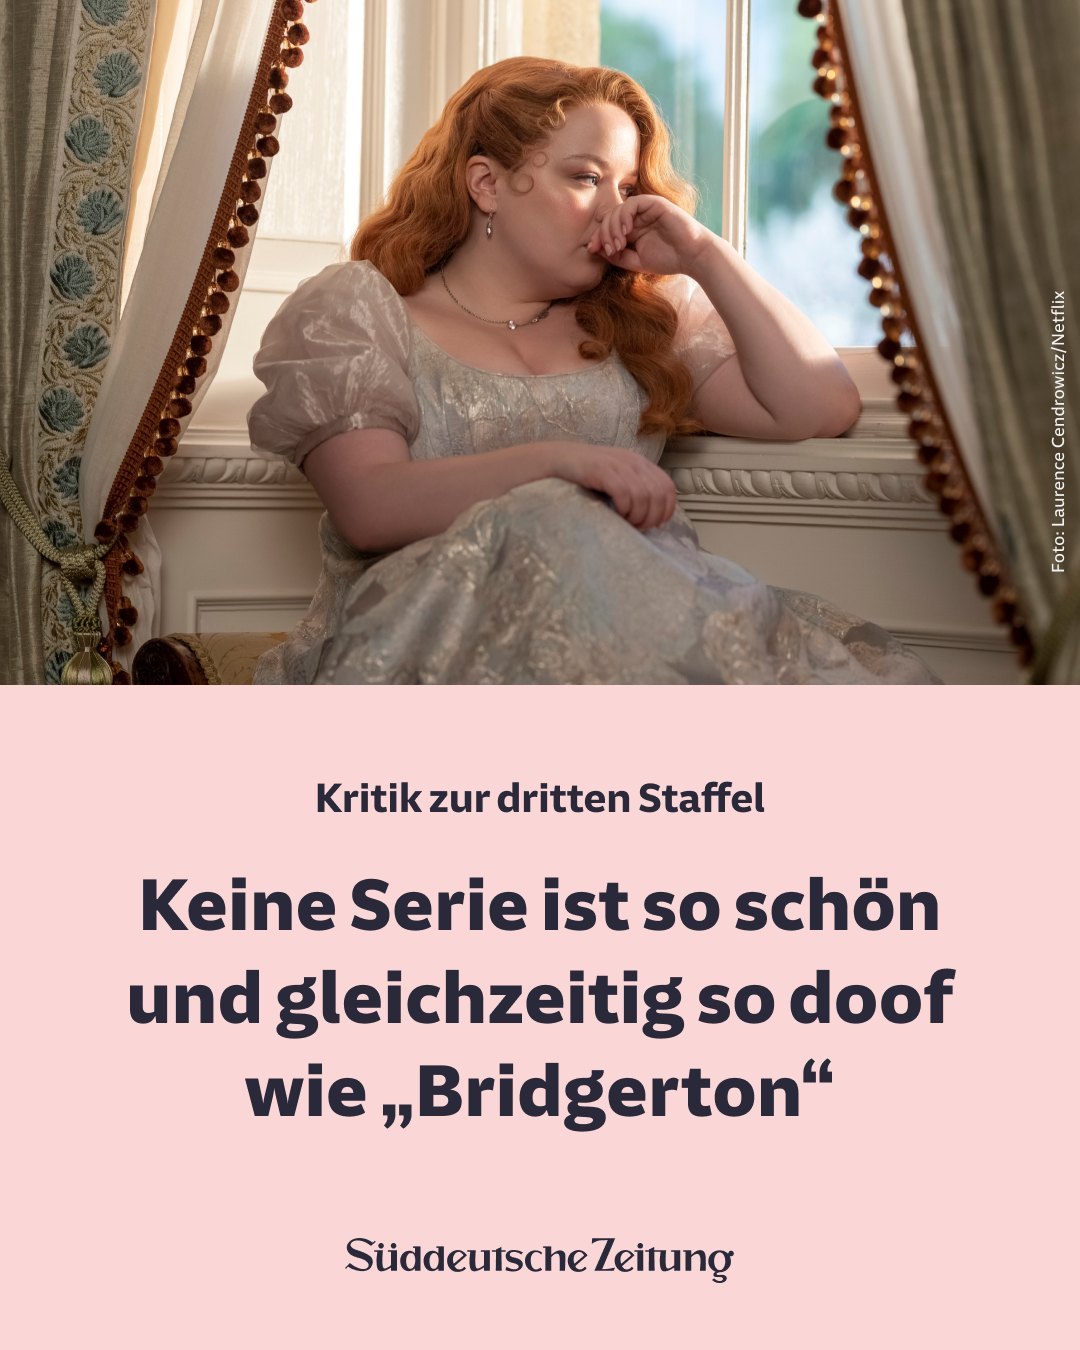 Foto: Laurence Cendrowicz/Netflix
Kritik zur dritten Staffel
Keine Serie ist so schön
und gleichzeitig so doof
wie „Bridgerton“
Süddeutsche Zeitung